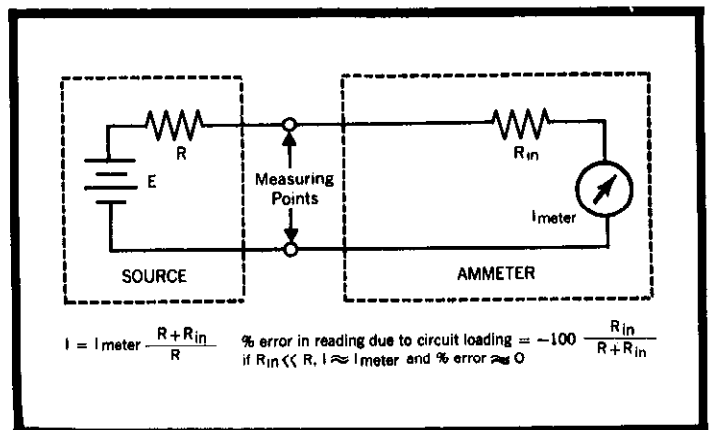 R
E
Measuring
Points
Rin
Imeter
SOURCE
AMMETER
I = Imeter R+Rin / R
% error in reading due to circuit loading = −100 Rin / R+Rin
if Rin << R, I ≈ Imeter and % error ≈ 0